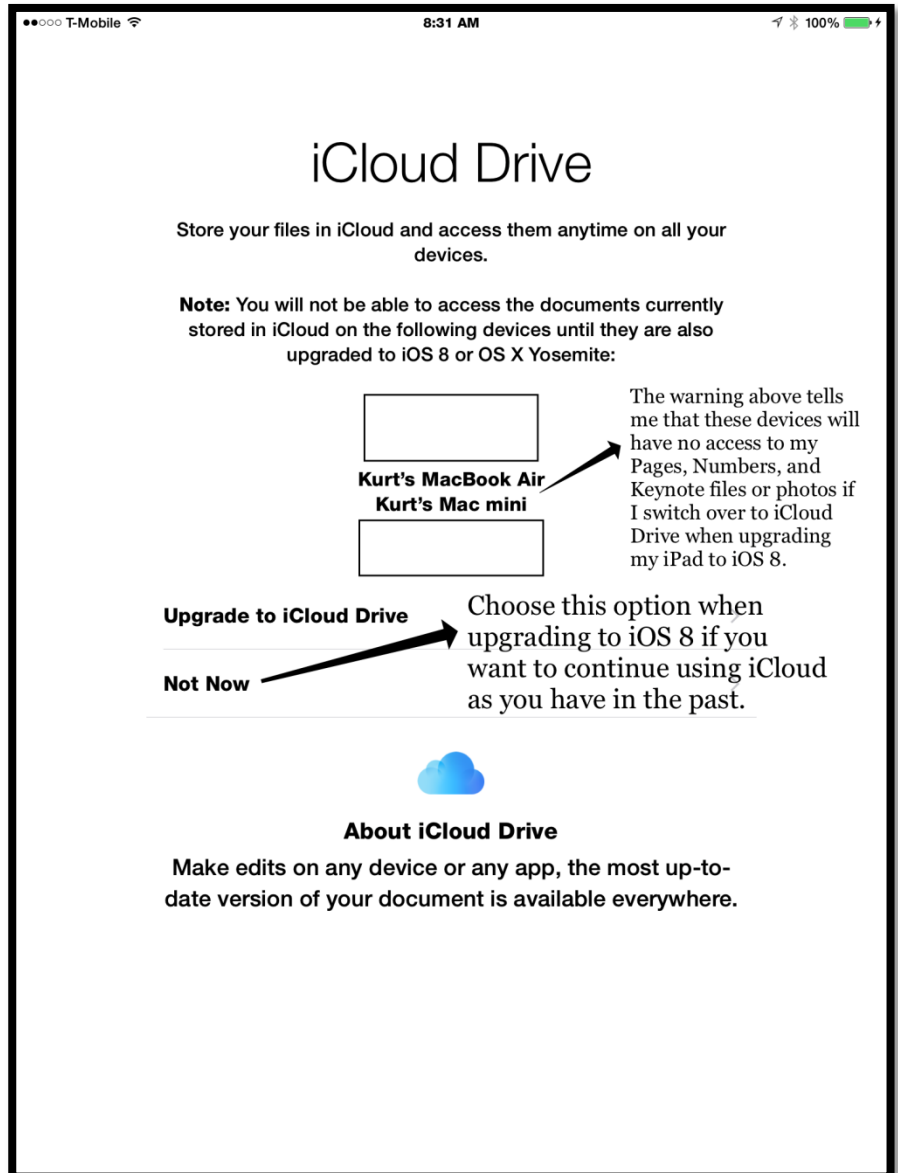 T-Mobile 8:31 AM 100%
iCloud Drive
Store your files in iCloud and access them anytime on all your
devices.
Note: You will not be able to access the documents currently
stored in iCloud on the following devices until they are also
upgraded to iOS 8 or OS X Yosemite:
The warning above tells
me that these devices will
have no access to my
Pages, Numbers, and
Keynote files or photos if
I switch over to iCloud
Drive when upgrading
my iPad to iOS 8.
Kurt's MacBook Air
Kurt's Mac mini
Upgrade to iCloud Drive
Not Now
Choose this option when
upgrading to iOS 8 if you
want to continue using iCloud
as you have in the past.
About iCloud Drive
Make edits on any device or any app, the most up-to-
date version of your document is available everywhere.